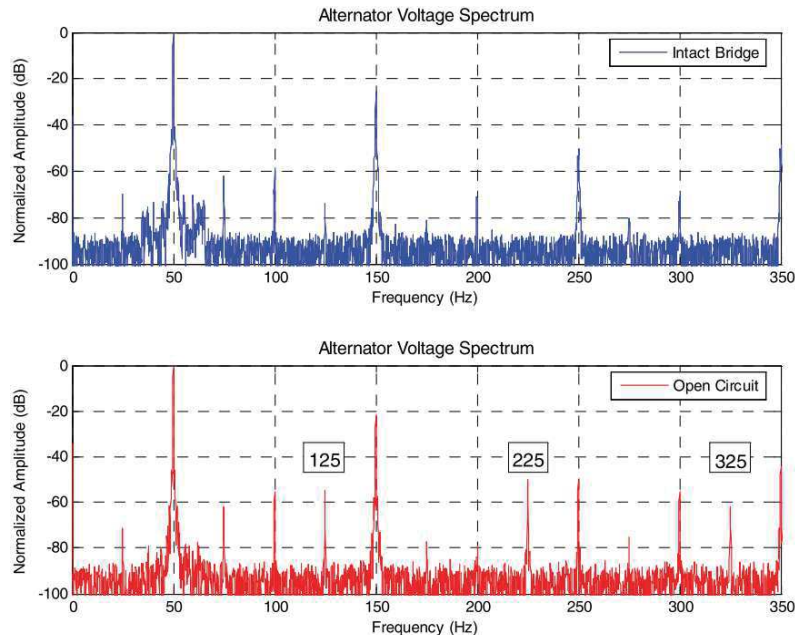 Alternator Voltage Spectrum
Normalized Amplitude (dB)
0
-20
-40
-60
-80
-100
Intact Bridge
0 50 100 150 200 250 300 350
Frequency (Hz)
Alternator Voltage Spectrum
Normalized Amplitude (dB)
0
-20
-40
-60
-80
-100
Open Circuit
125 225 325
0 50 100 150 200 250 300 350
Frequency (Hz)